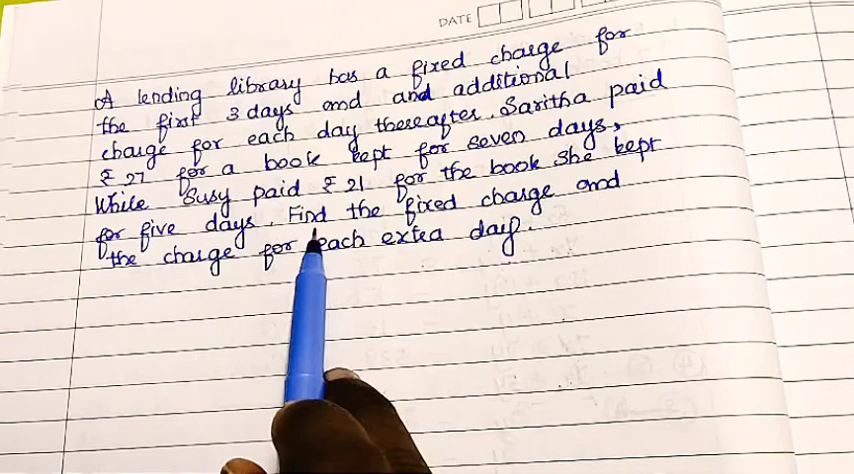 DATE
A lending library has a fixed charge for
the first 3 days and and additional
charge for each day thereafter. Saritha paid
₹ 27 for a book kept for seven days,
While Susy paid ₹ 21 for the book she kept
for five days. Find the fixed charge and
the charge for each extra day.